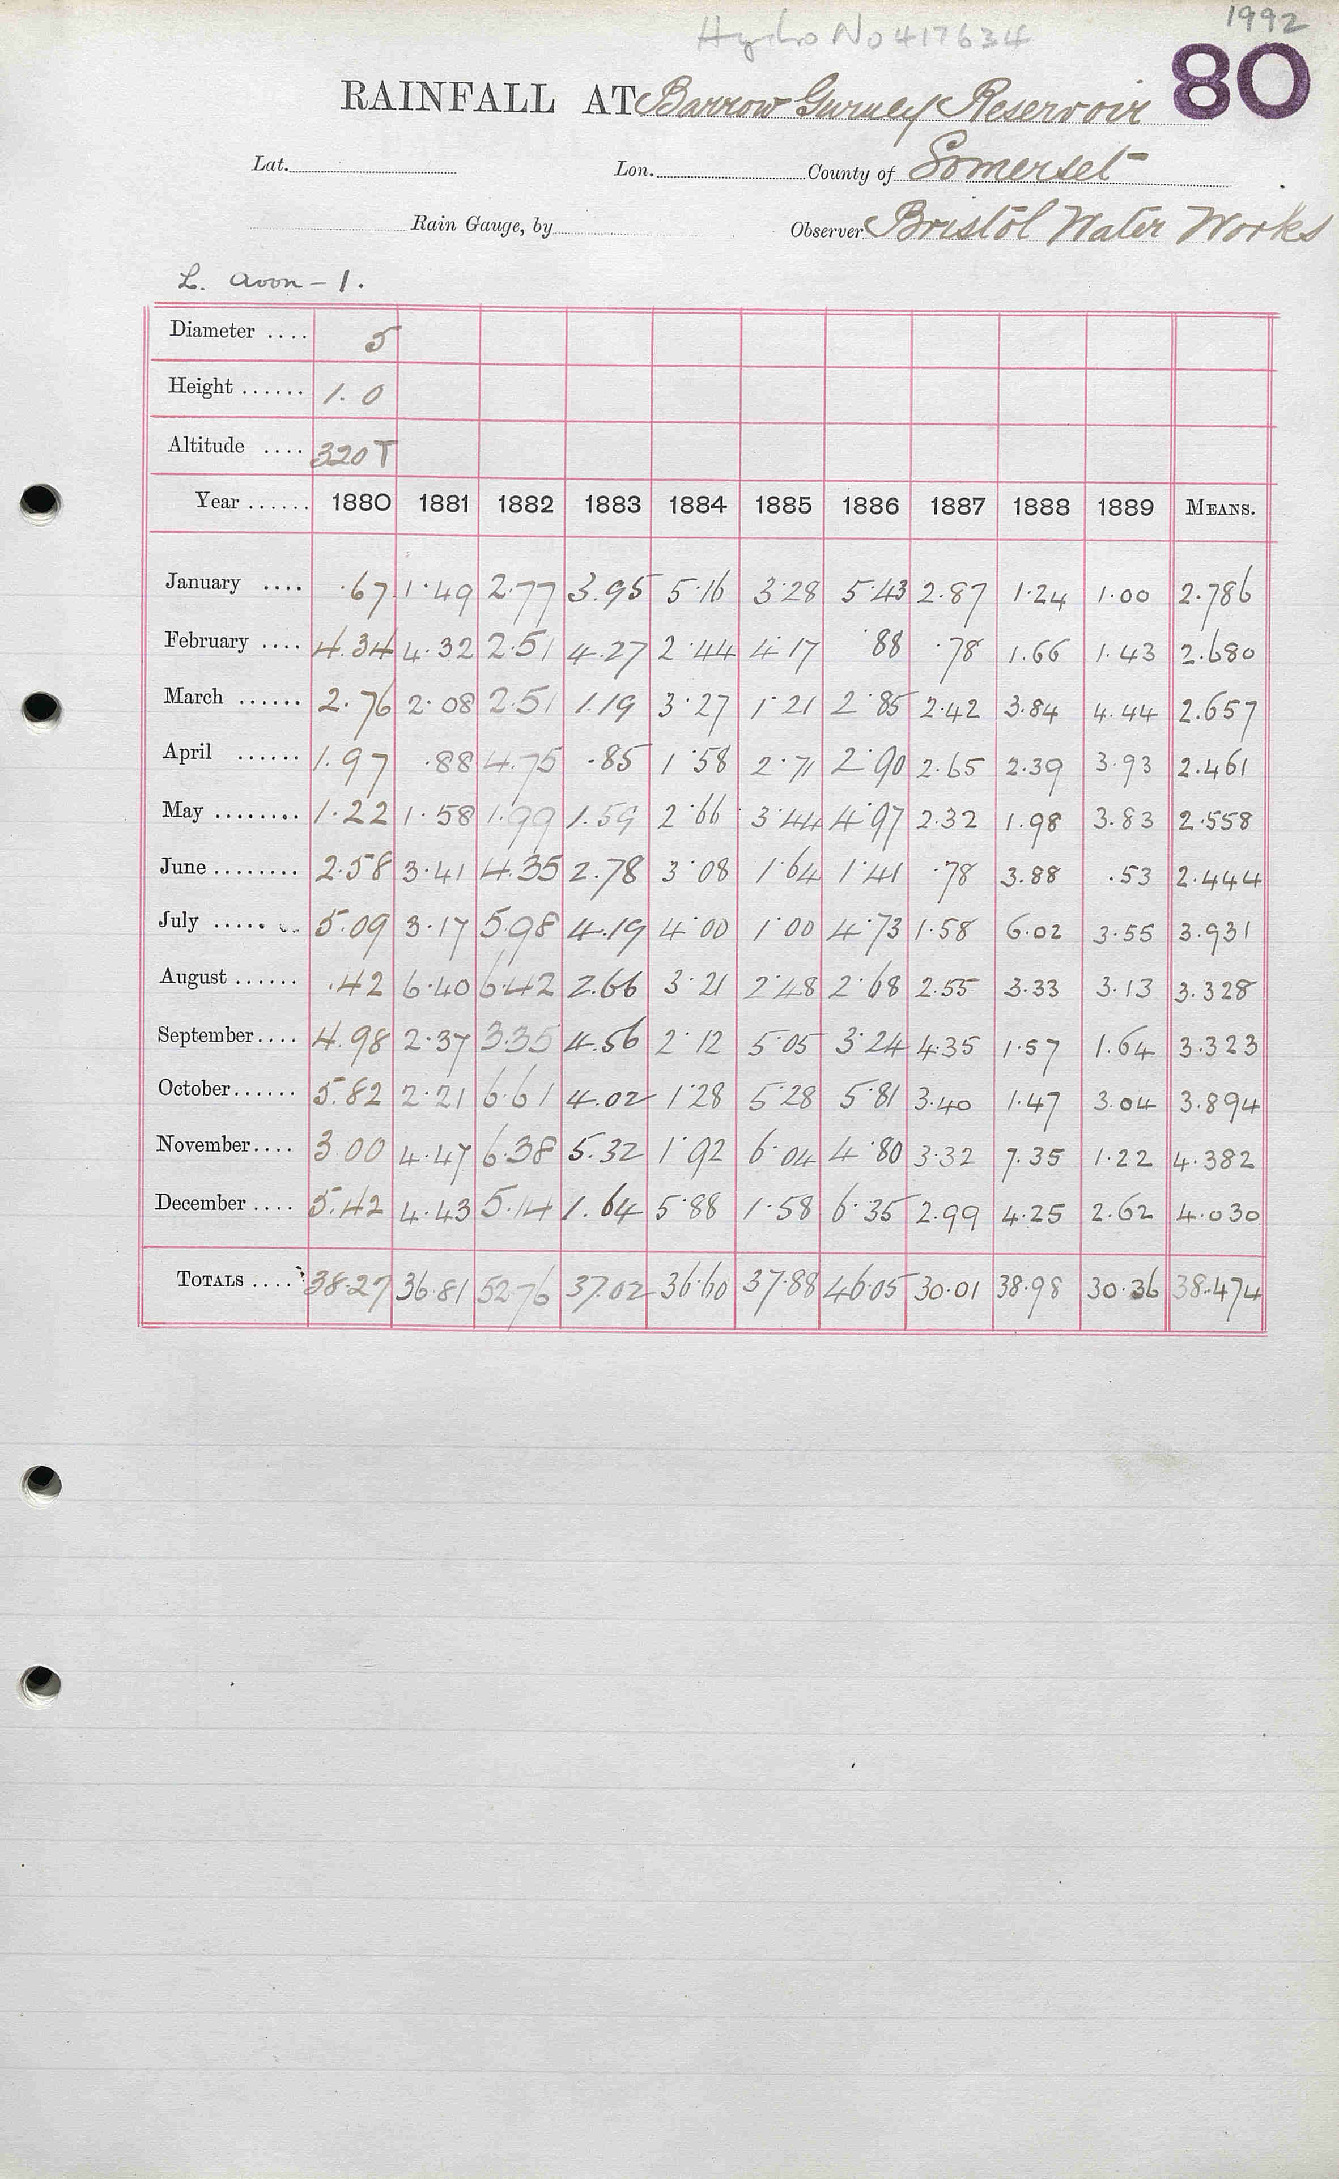 1992
Hydro No 417634
80
RAINFALL AT Barrow Gurney Reservoir
Lat. Lon. County of Somerset
Rain Gauge, by Observer Bristol Water Works
L. Avon - 1.
Diameter .... 5
Height ...... 1.0
Altitude .... 320 T
Year ...... 1880 1881 1882 1883 1884 1885 1886 1887 1888 1889 MEANS.
January .... .67 1.49 2.77 3.95 5.16 3.28 5.43 2.87 1.24 1.00 2.786
February .... 4.34 4.32 2.51 4.27 2.44 4.17 .88 .78 1.66 1.43 2.680
March ...... 2.76 2.08 2.51 1.19 3.27 1.21 2.85 2.42 3.84 4.44 2.657
April ...... 1.97 .88 4.75 .85 1.58 2.71 2.90 2.65 2.39 3.93 2.461
May ........ 1.22 1.58 1.99 1.59 2.66 3.44 4.97 2.32 1.98 3.83 2.558
June ........ 2.58 3.41 4.35 2.78 3.08 1.64 1.41 .78 3.88 .53 2.444
July ........ 5.09 3.17 5.98 4.19 4.00 1.00 4.73 1.58 6.02 3.55 3.931
August ...... .42 6.40 6.42 2.66 3.21 2.48 2.68 2.55 3.33 3.13 3.328
September .... 4.98 2.37 3.35 4.56 2.12 5.05 3.24 4.35 1.57 1.64 3.323
October ...... 5.82 2.21 6.61 4.02 1.28 5.28 5.81 3.40 1.47 3.04 3.894
November .... 3.00 4.47 6.38 5.32 1.92 6.04 4.80 3.32 7.35 1.22 4.382
December .... 5.42 4.43 5.14 1.64 5.88 1.58 6.35 2.99 4.25 2.62 4.030
TOTALS .... 38.27 36.81 52.76 37.02 36.60 37.88 46.05 30.01 38.98 30.36 38.474